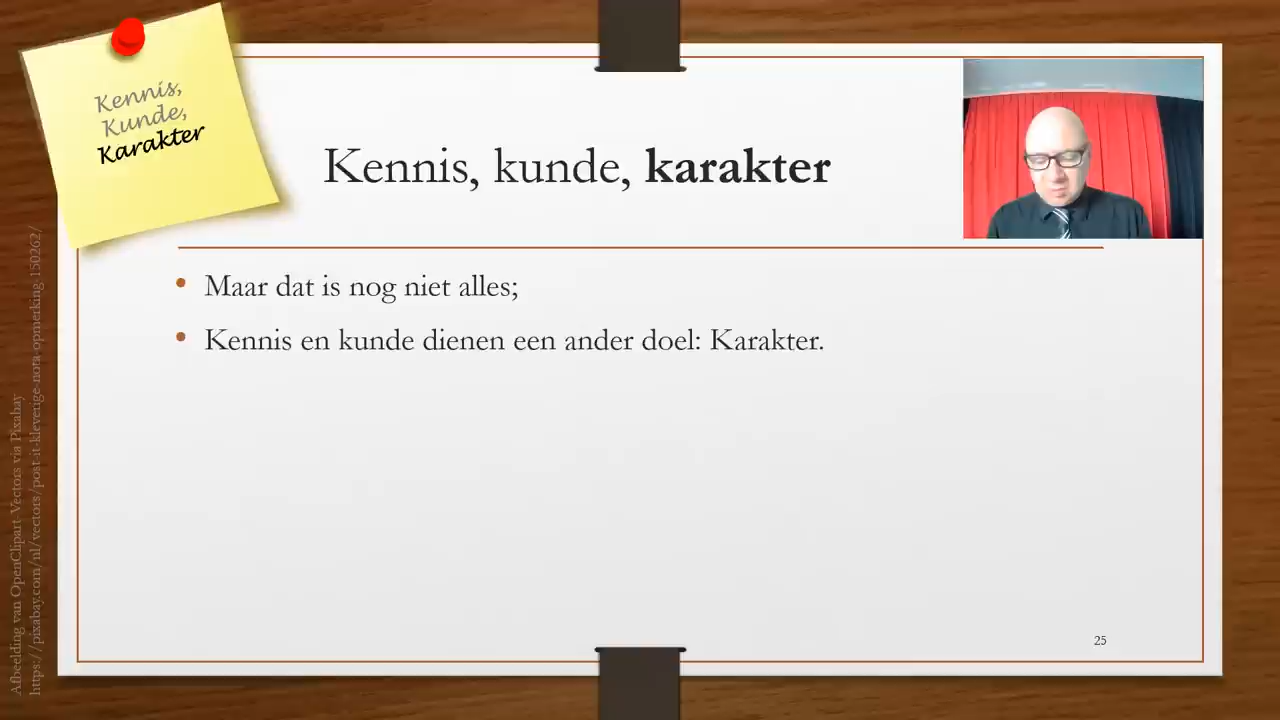 Kennis,
Kunde,
Karakter
Kennis, kunde, karakter
• Maar dat is nog niet alles;
• Kennis en kunde dienen een ander doel: Karakter.
25
Afbeelding van OpenClipart-Vectors via Pixabay
https://pixabay.com/nl/vectors/post-it-kleverige-nota-opmerking-150262/